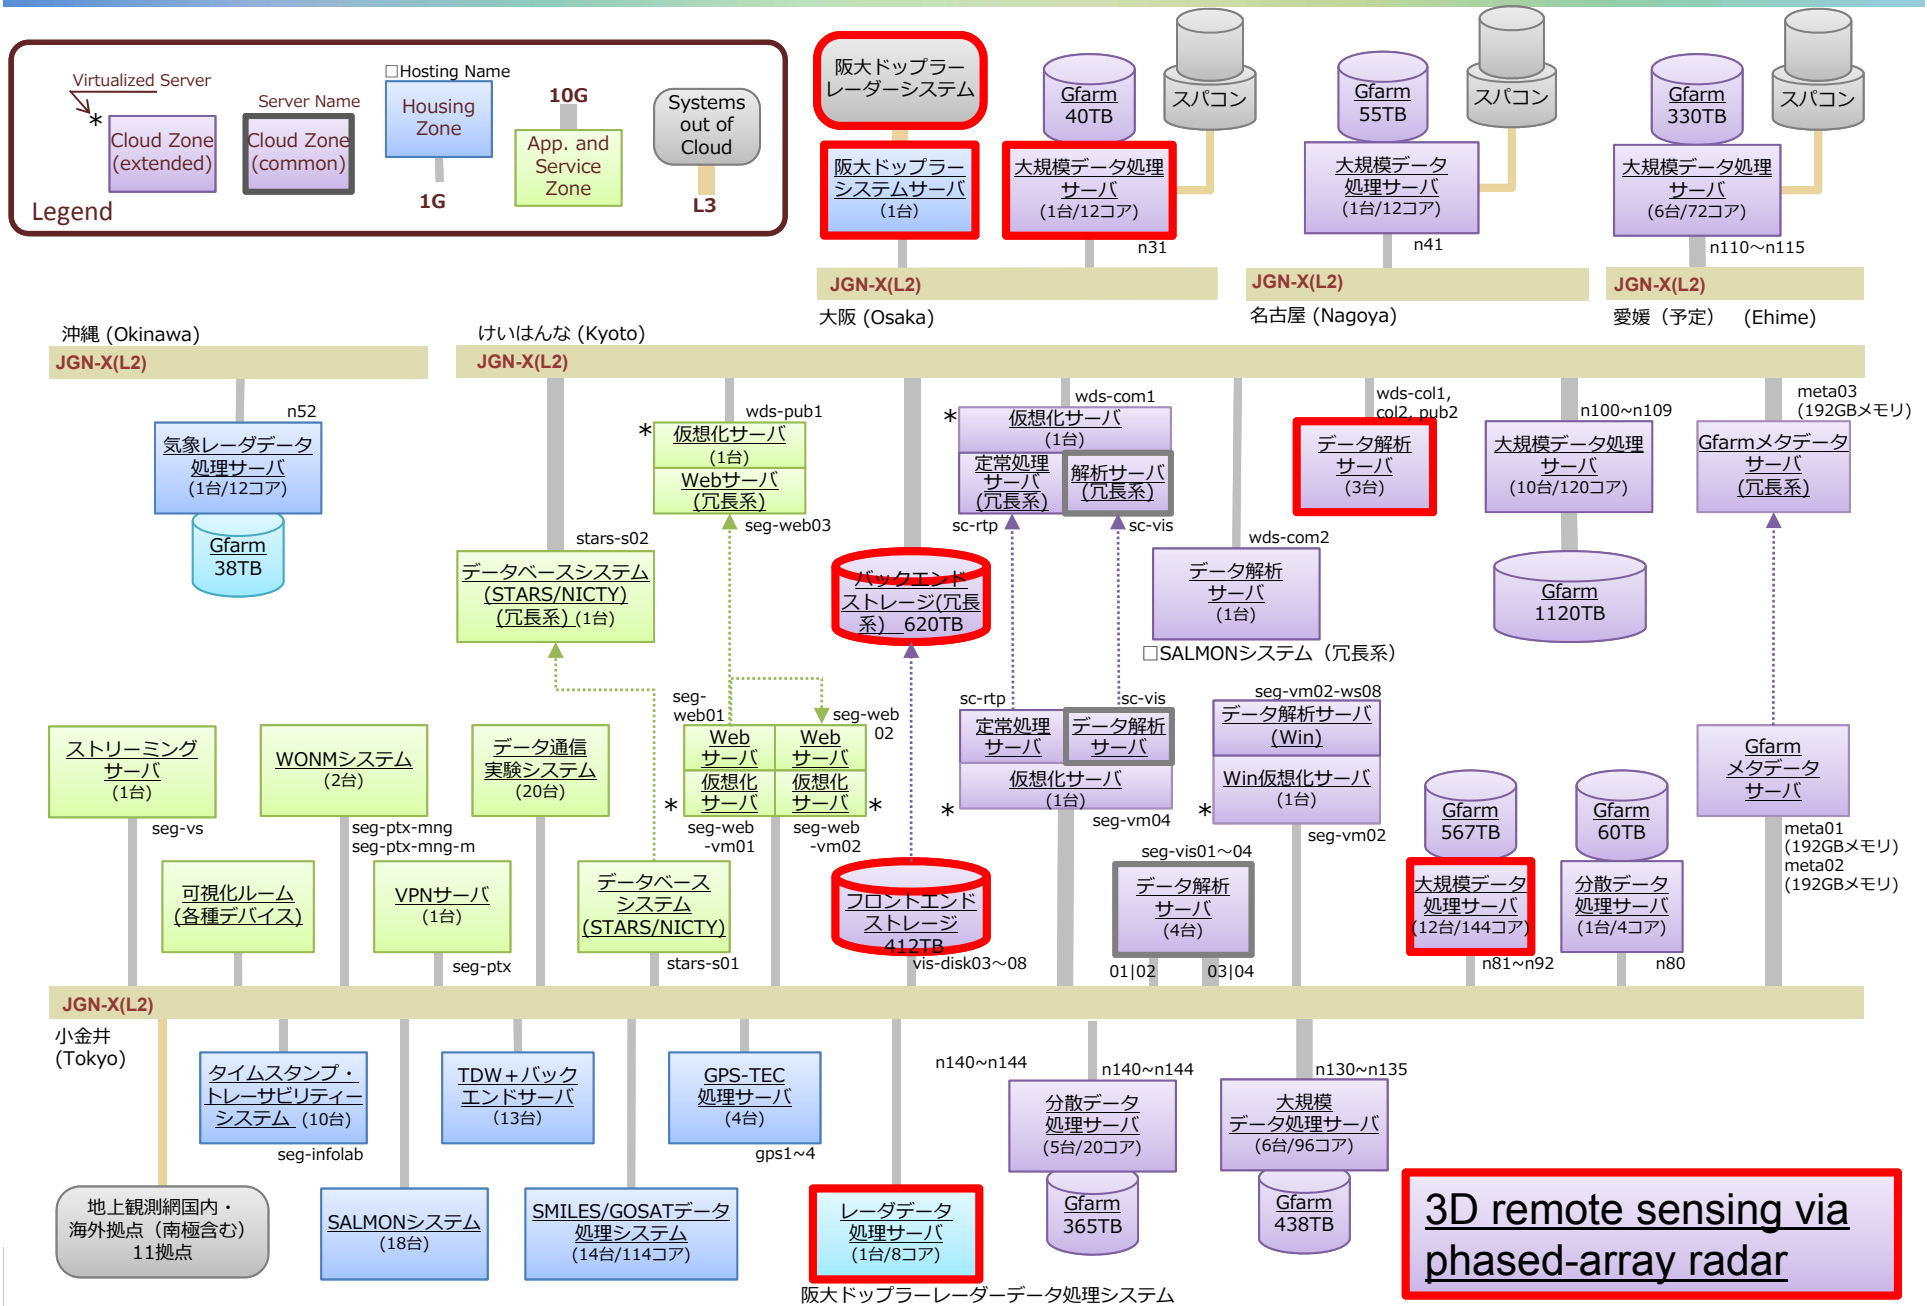 Virtualized Server
*
Cloud Zone
(extended)
Server Name
Cloud Zone
(common)
□Hosting Name
Housing
Zone
1G
10G
App. and
Service
Zone
Systems
out of
Cloud
L3
Legend
阪大ドップラー
レーダーシステム
阪大ドップラー
システムサーバ
(1台)
Gfarm
40TB
大規模データ処理
サーバ
(1台/12コア)
n31
スパコン
JGN-X(L2)
大阪 (Osaka)
Gfarm
55TB
大規模データ
処理サーバ
(1台/12コア)
n41
スパコン
JGN-X(L2)
名古屋 (Nagoya)
Gfarm
330TB
大規模データ処理
サーバ
(6台/72コア)
n110～n115
スパコン
JGN-X(L2)
愛媛（予定） (Ehime)
沖縄 (Okinawa)
JGN-X(L2)
n52
気象レーダデータ
処理サーバ
(1台/12コア)
Gfarm
38TB
けいはんな (Kyoto)
JGN-X(L2)
stars-s02
データベースシステム
(STARS/NICTY)
(冗長系) (1台)
wds-pub1
*
仮想化サーバ
(1台)
Webサーバ
(冗長系)
seg-web03
バックエンド
ストレージ(冗長
系) 620TB
wds-com1
*
仮想化サーバ
(1台)
定常処理
サーバ
(冗長系)
解析サーバ
(冗長系)
sc-rtp
sc-vis
wds-com2
データ解析
サーバ
(1台)
□SALMONシステム（冗長系）
wds-col1,
col2, pub2
データ解析
サーバ
(3台)
n100~n109
大規模データ処理
サーバ
(10台/120コア)
Gfarm
1120TB
meta03
(192GBメモリ)
Gfarmメタデータ
サーバ
(冗長系)
ストリーミング
サーバ
(1台)
seg-vs
可視化ルーム
(各種デバイス)
WONMシステム
(2台)
seg-ptx-mng
seg-ptx-mng-m
VPNサーバ
(1台)
seg-ptx
データ通信
実験システム
(20台)
データベース
システム
(STARS/NICTY)
stars-s01
seg-
web01
seg-web
02
Web
サーバ
Web
サーバ
仮想化
サーバ
仮想化
サーバ
*
*
seg-web
-vm01
seg-web
-vm02
フロントエンド
ストレージ
412TB
vis-disk03～08
sc-rtp
sc-vis
定常処理
サーバ
データ解析
サーバ
仮想化サーバ
(1台)
*
seg-vm04
seg-vis01～04
データ解析
サーバ
(4台)
01|02
03|04
seg-vm02-ws08
データ解析サーバ
(Win)
Win仮想化サーバ
(1台)
*
seg-vm02
Gfarm
567TB
大規模データ
処理サーバ
(12台/144コア)
n81~n92
Gfarm
60TB
分散データ
処理サーバ
(1台/4コア)
n80
Gfarm
メタデータ
サーバ
meta01
(192GBメモリ)
meta02
(192GBメモリ)
JGN-X(L2)
小金井
(Tokyo)
地上観測網国内・
海外拠点（南極含む）
11拠点
タイムスタンプ・
トレーサビリティー
システム (10台)
seg-infolab
SALMONシステム
(18台)
TDW＋バック
エンドサーバ
(13台)
SMILES/GOSATデータ
処理システム
(14台/114コア)
GPS-TEC
処理サーバ
(4台)
gps1~4
レーダデータ
処理サーバ
(1台/8コア)
阪大ドップラーレーダーデータ処理システム
n140~n144
n140~n144
分散データ
処理サーバ
(5台/20コア)
Gfarm
365TB
n130~n135
大規模
データ処理サーバ
(6台/96コア)
Gfarm
438TB
3D remote sensing via
phased-array radar